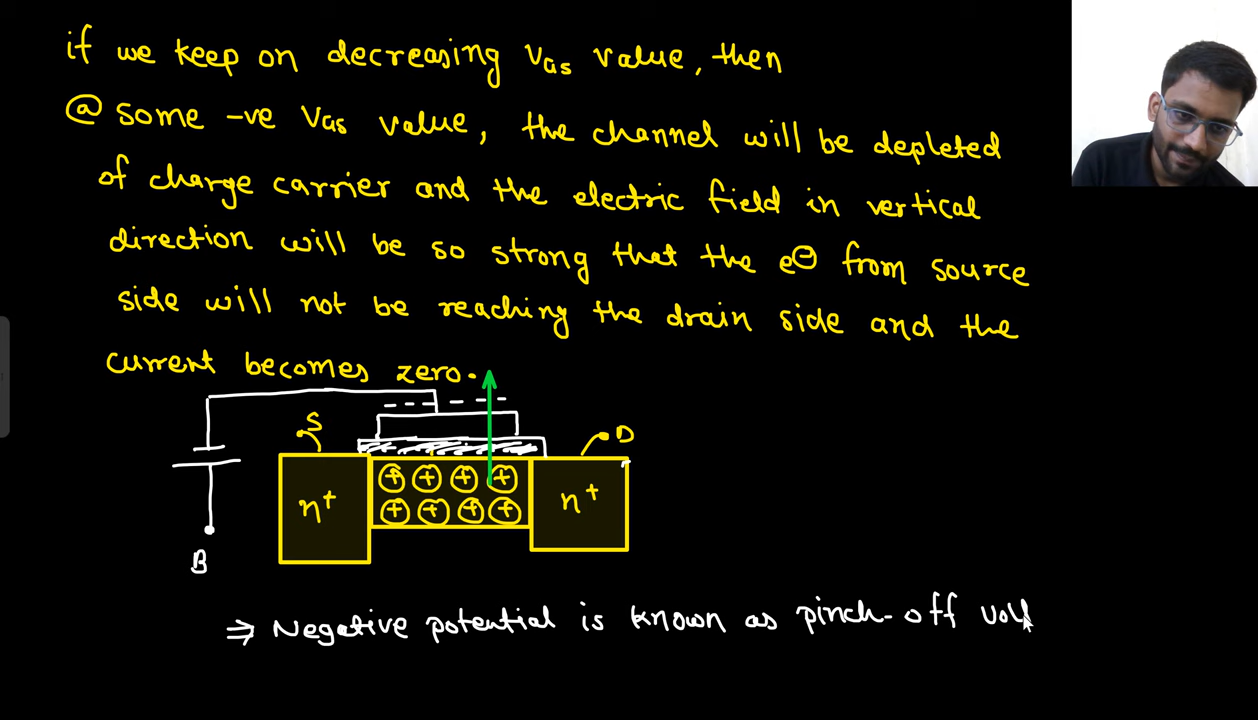 if we keep on decreasing VGS value, then
@ some -ve VGS value, the channel will be depleted
of charge carrier and the electric field in vertical
direction will be so strong that the e⊖ from source
side will not be reaching the drain side and the
current becomes zero.
S D
n+ + + + + n+
+ + + +
B
⇒ Negative potential is known as pinch-off volt